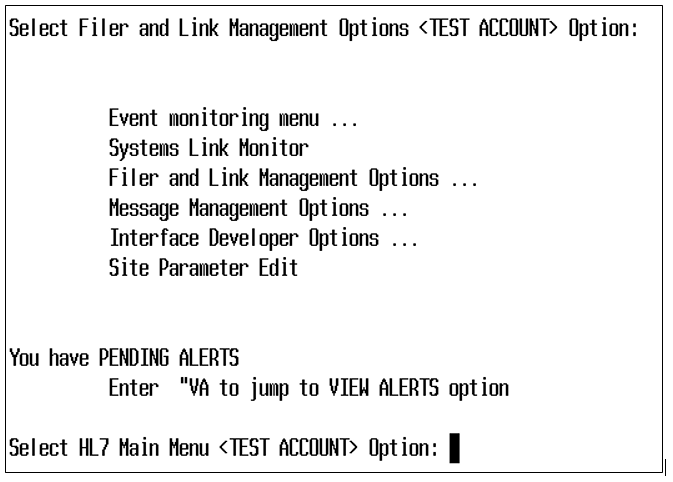 Select Filer and Link Management Options <TEST ACCOUNT> Option:
Event monitoring menu ...
Systems Link Monitor
Filer and Link Management Options ...
Message Management Options ...
Interface Developer Options ...
Site Parameter Edit
You have PENDING ALERTS
Enter  "VA to jump to VIEW ALERTS option
Select HL7 Main Menu <TEST ACCOUNT> Option: